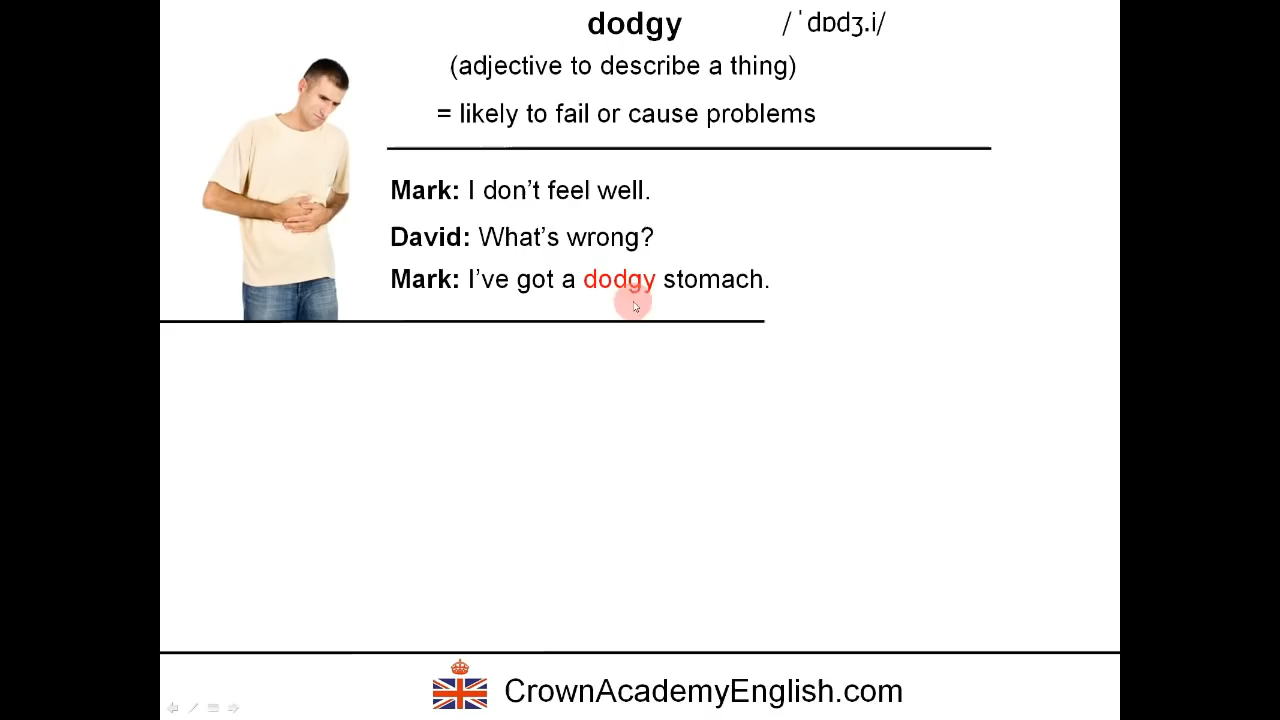 dodgy /ˈdɒdʒ.i/
(adjective to describe a thing)
= likely to fail or cause problems
Mark: I don’t feel well.
David: What’s wrong?
Mark: I’ve got a dodgy stomach.
CrownAcademyEnglish.com